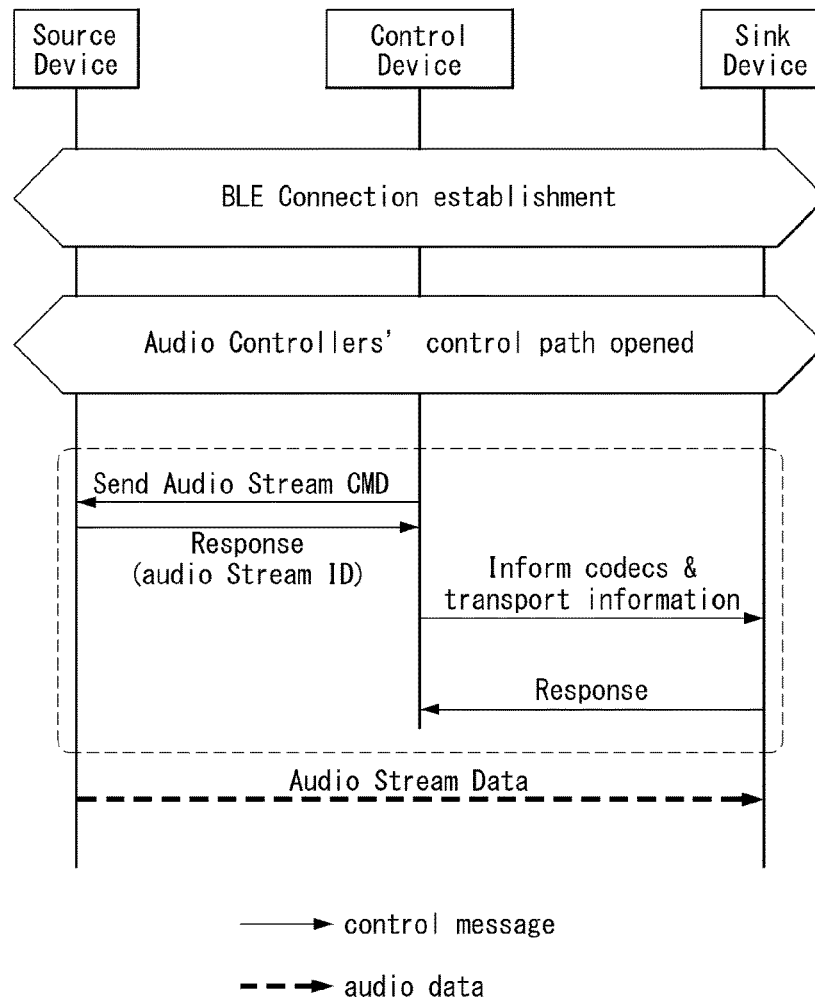 Source
Device
Control
Device
Sink
Device
BLE Connection establishment
Audio Controllers' control path opened
Send Audio Stream CMD
Response
(audio Stream ID)
Inform codecs &
transport information
Response
Audio Stream Data
control message
audio data